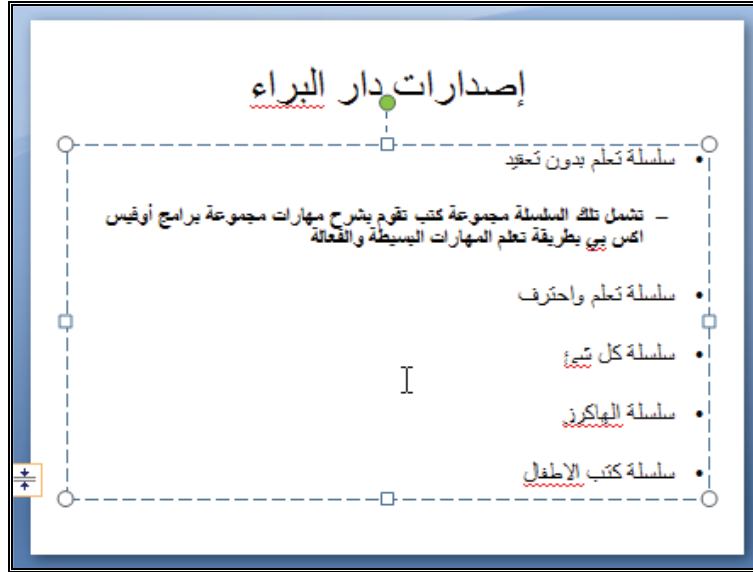 إصدارات دار البراء
• سلسلة تعلم بدون تعقيد
– تشمل تلك السلسلة مجموعة كتب تقوم بشرح مهارات مجموعة برامج أوفيس
اكس بي بطريقة تعلم المهارات البسيطة والفعالة
• سلسلة تعلم واحترف
• سلسلة كل شيئ
• سلسلة الهاكرز
• سلسلة كتب الاطفال